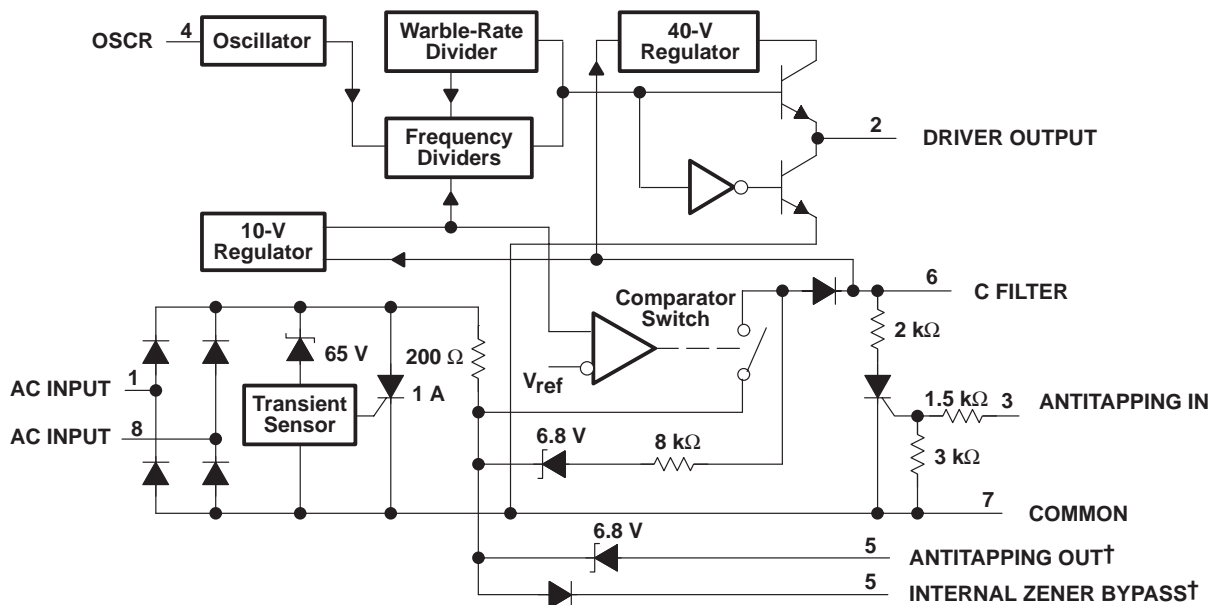 OSCR
4
Oscillator
Warble-Rate
Divider
40-V
Regulator
Frequency
Dividers
2
DRIVER OUTPUT
10-V
Regulator
6
C FILTER
Comparator
Switch
2 kΩ
65 V
200 Ω
Vref
AC INPUT
1
1 A
Transient
Sensor
1.5 kΩ
3
ANTITAPPING IN
AC INPUT
8
6.8 V
8 kΩ
3 kΩ
7
COMMON
6.8 V
5
ANTITAPPING OUT†
5
INTERNAL ZENER BYPASS†